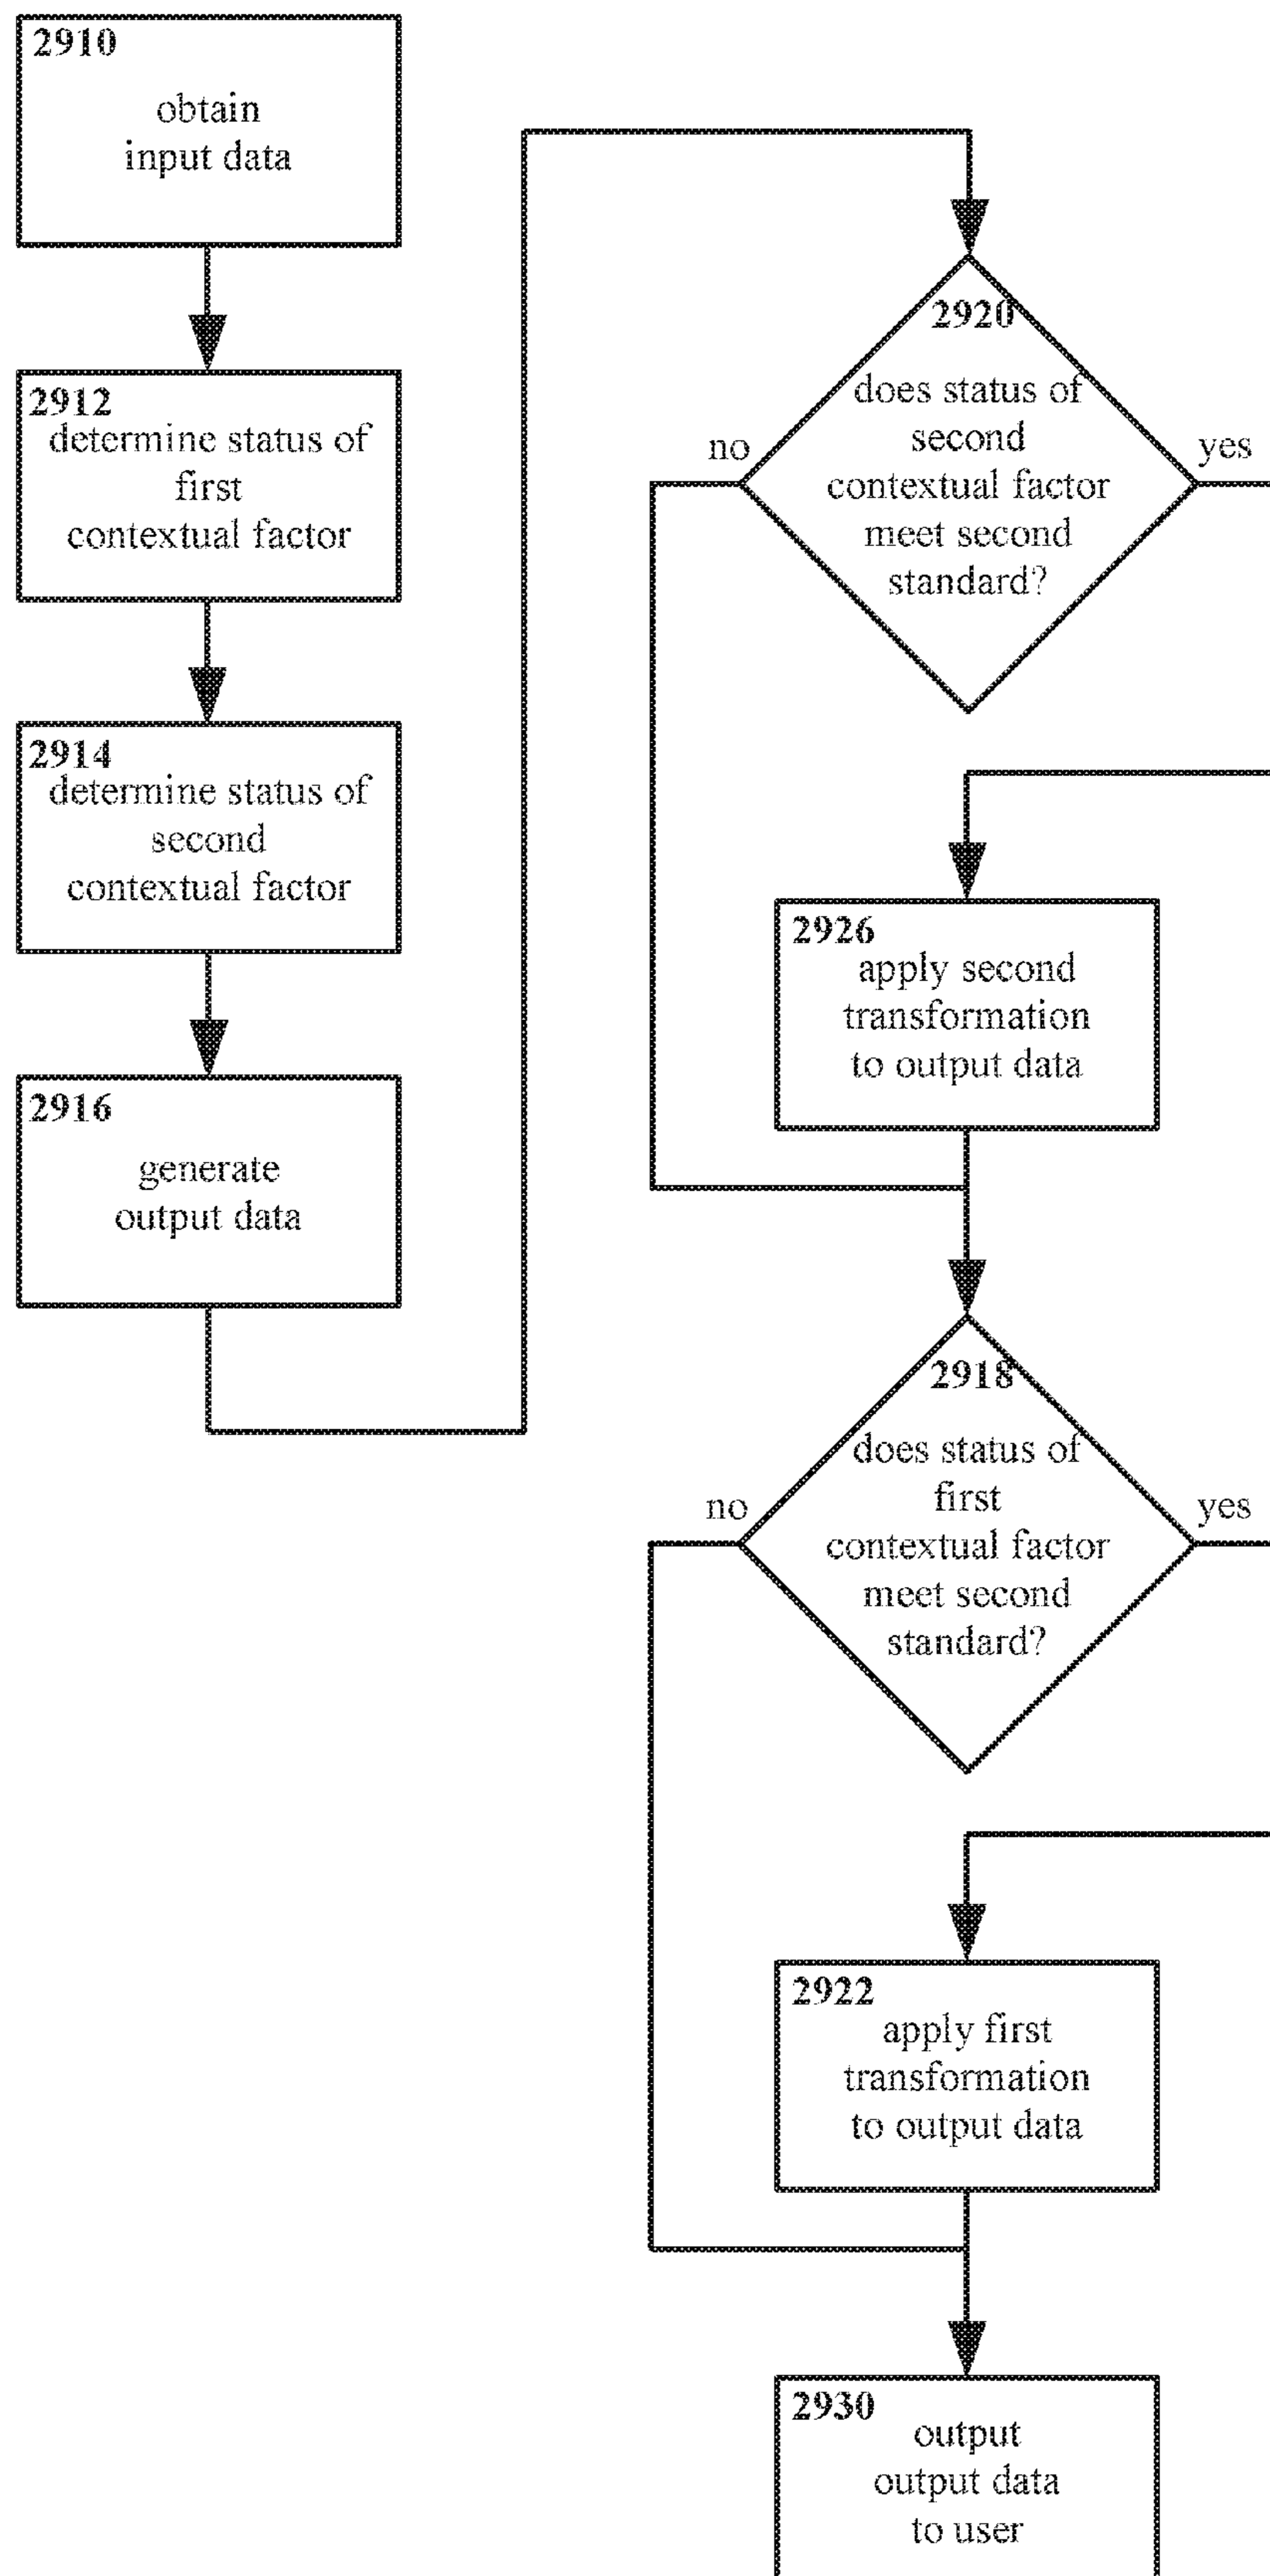 2910
obtain
input data
2912
determine status of
first
contextual factor
2914
determine status of
second
contextual factor
2916
generate
output data
2920
does status of
second
contextual factor
meet second
standard?
no
yes
2926
apply second
transformation
to output data
2918
does status of
first
contextual factor
meet second
standard?
no
yes
2922
apply first
transformation
to output data
2930
output
output data
to user